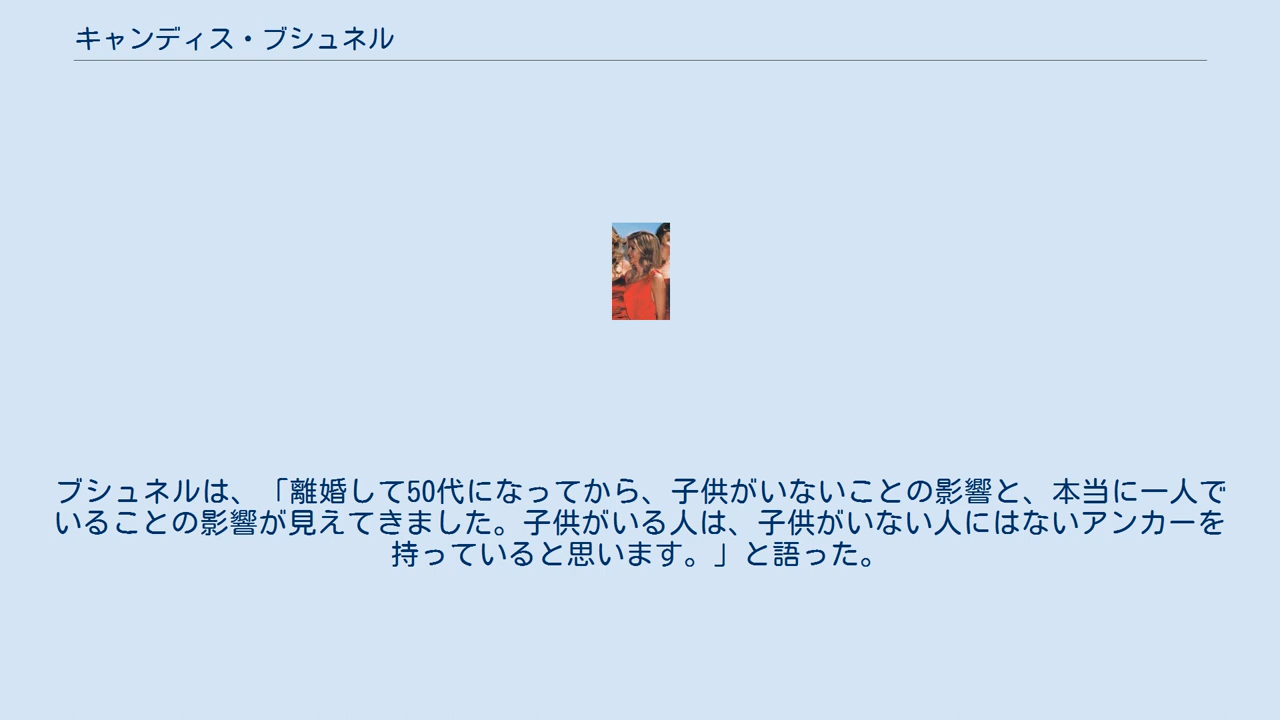 キャンディス・ブシュネル
ブシュネルは、「離婚して50代になってから、子供がいないことの影響と、本当に一人で
いることの影響が見えてきました。子供がいる人は、子供がいない人にはないアンカーを
持っていると思います。」と語った。